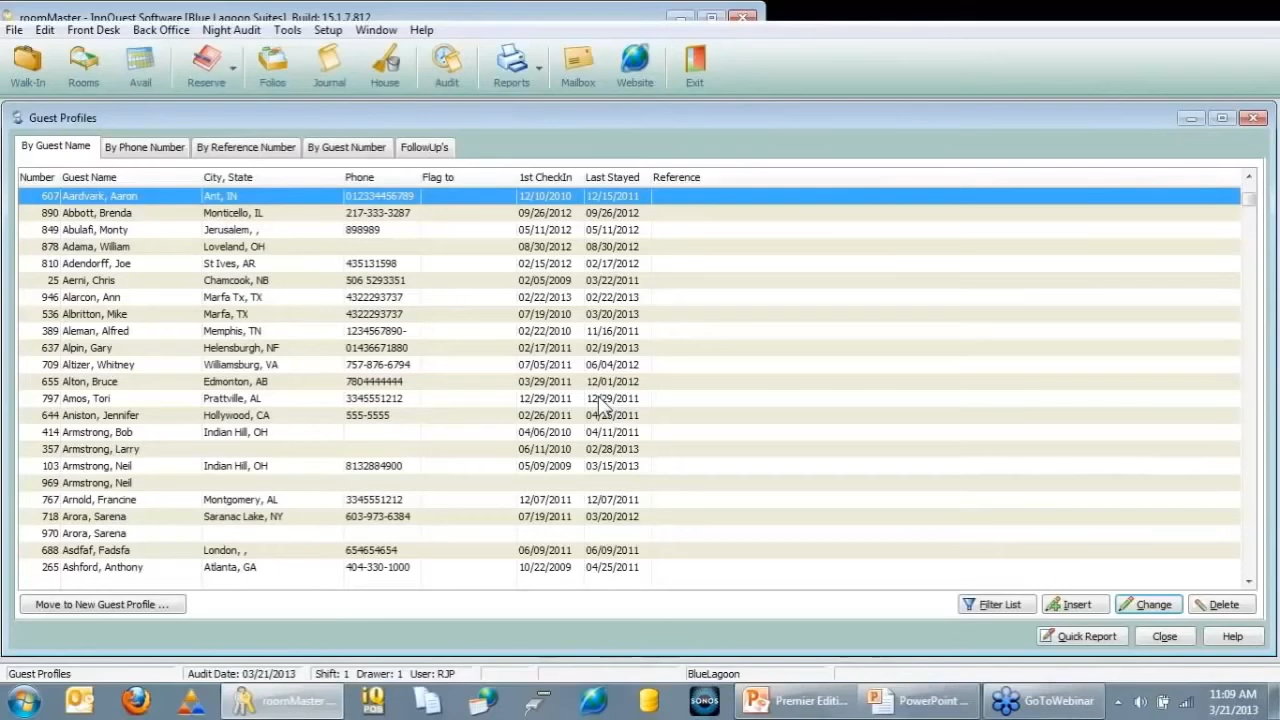 roomMaster - InnQuest Software [Blue Lagoon Suites]. Build: 15.1.7.812
File Edit Front Desk Back Office Night Audit Tools Setup Window Help
Walk-In Rooms Avail Reserve Folios Journal House Audit Reports Mailbox Website Exit
Guest Profiles
By Guest Name By Phone Number By Reference Number By Guest Number FollowUp's
Number Guest Name City, State Phone Flag to 1st CheckIn Last Stayed Reference
607 Aardvark, Aaron Ant, IN 012334456789 12/10/2010 12/15/2011
890 Abbott, Brenda Monticello, IL 217-333-3287 09/26/2012 09/26/2012
849 Abulafi, Monty Jerusalem, , 898989 05/11/2012 05/11/2012
878 Adama, William Loveland, OH 08/30/2012 08/30/2012
810 Adendorff, Joe St Ives, AR 435131598 02/15/2012 02/17/2012
25 Aerni, Chris Chamcook, NB 506 5293351 02/05/2009 03/22/2011
946 Alarcon, Ann Marfa Tx, TX 4322293737 02/22/2013 02/22/2013
536 Albritton, Mike Marfa, TX 4322293737 07/19/2010 03/20/2013
389 Aleman, Alfred Memphis, TN 1234567890- 02/22/2010 11/16/2011
637 Alpin, Gary Helensburgh, NF 01436671880 02/17/2011 02/19/2013
709 Altizer, Whitney Williamsburg, VA 757-876-6794 07/05/2011 06/04/2012
655 Alton, Bruce Edmonton, AB 7804444444 03/29/2011 12/01/2012
797 Amos, Tori Prattville, AL 3345551212 12/29/2011 12/29/2011
644 Aniston, Jennifer Hollywood, CA 555-5555 02/26/2011
414 Armstrong, Bob Indian Hill, OH 04/06/2010 04/11/2011
357 Armstrong, Larry 06/11/2010 02/28/2013
103 Armstrong, Neil Indian Hill, OH 8132884900 05/09/2009 03/15/2013
969 Armstrong, Neil
767 Arnold, Francine Montgomery, AL 3345551212 12/07/2011 12/07/2011
718 Arora, Sarena Saranac Lake, NY 603-973-6384 07/19/2011 03/20/2012
970 Arora, Sarena
688 Asdfaf, Fadsfa London, , 654654654 06/09/2011 06/09/2011
265 Ashford, Anthony Atlanta, GA 404-330-1000 10/22/2009 04/25/2011
Move to New Guest Profile ... Filter List Insert Change Delete
Quick Report Close Help
Guest Profiles Audit Date: 03/21/2013 Shift: 1 Drawer: 1 User: RJP BlueLagoon
roomMaster ... iQ POS SONOS Premier Editi... PowerPoint ... GoToWebinar 11:09 AM
3/21/2013